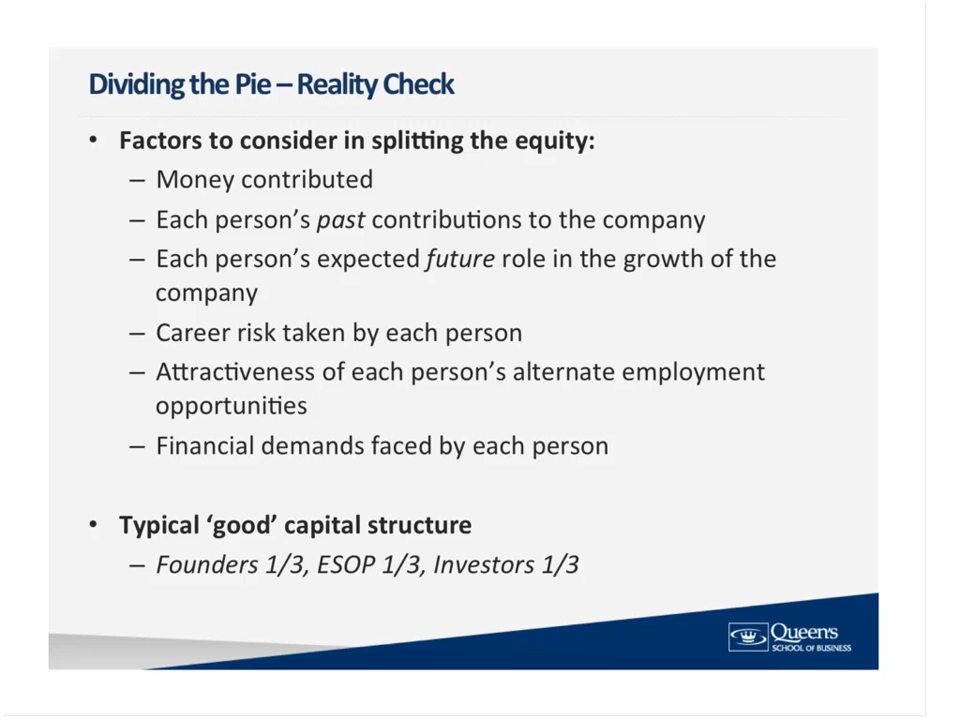 Dividing the Pie – Reality Check
• Factors to consider in splitting the equity:
– Money contributed
– Each person's past contributions to the company
– Each person's expected future role in the growth of the
company
– Career risk taken by each person
– Attractiveness of each person's alternate employment
opportunities
– Financial demands faced by each person
• Typical 'good' capital structure
– Founders 1/3, ESOP 1/3, Investors 1/3
Queen's
SCHOOL OF BUSINESS